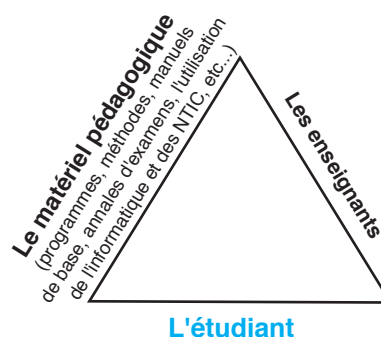 Le matériel pédagogique
(programmes, méthodes, manuels
de base, annales d'examens, l'utilisation
de l'informatique et des NTIC, etc...)
Les enseignants
L'étudiant